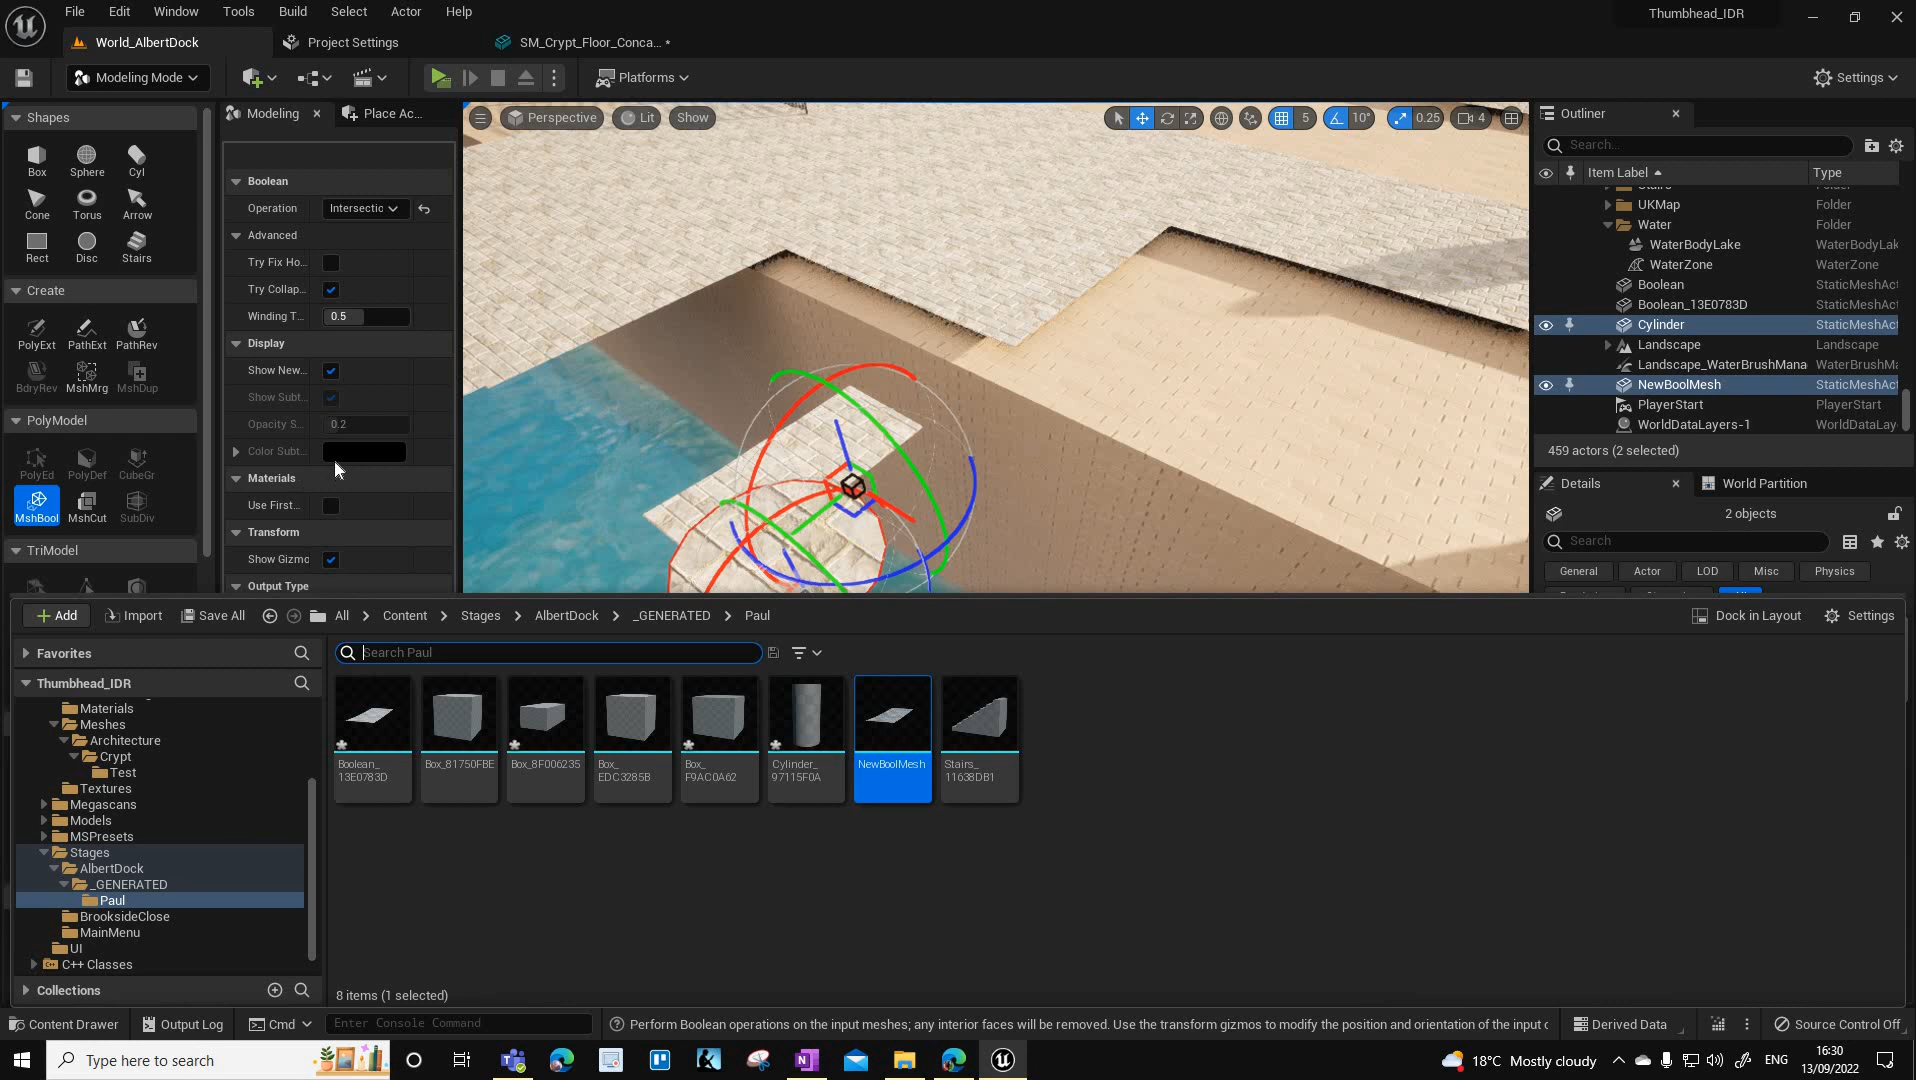 File Edit Window Tools Build Select Actor Help
Thumbhead_IDR
World_AlbertDock
Project Settings
SM_Crypt_Floor_Conca... *
Modeling Mode
Platforms
Settings
Shapes
Box Sphere Cyl
Cone Torus Arrow
Rect Disc Stairs
Create
PolyExt PathExt PathRev
BdryRev MshMrg MshDup
PolyModel
PolyEd PolyDef CubeGr
MshBool MshCut SubDiv
TriModel
Modeling
Place Ac...
Boolean
Operation Intersectic
Advanced
Try Fix Ho...
Try Collap...
Winding T... 0.5
Display
Show New...
Show Subt...
Opacity S... 0.2
Color Subt...
Materials
Use First...
Transform
Show Gizmo
Output Type
Perspective Lit Show
5 10° 0.25 4
Outliner
Search...
Item Label Type
UKMap Folder
Water Folder
WaterBodyLake WaterBodyLak
WaterZone WaterZone
Boolean StaticMeshAct
Boolean_13E0783D StaticMeshAct
Cylinder StaticMeshAct
Landscape Landscape
Landscape_WaterBrushMana WaterBrushMa
NewBoolMesh StaticMeshAct
PlayerStart PlayerStart
WorldDataLayers-1 WorldDataLay
459 actors (2 selected)
Details
World Partition
2 objects
Search
General Actor LOD Misc Physics
Add Import Save All All Content Stages AlbertDock _GENERATED Paul
Dock in Layout Settings
Favorites
Thumbhead_IDR
Materials
Meshes
Architecture
Crypt
Test
Textures
Megascans
Models
MSPresets
Stages
AlbertDock
_GENERATED
Paul
BrooksideClose
MainMenu
UI
C++ Classes
Collections
Search Paul
Boolean_
13E0783D
Box_81750FBE
Box_8F006235
Box_
EDC3285B
Box_
F9AC0A62
Cylinder_
97115F0A
NewBoolMesh
Stairs_
11638DB1
8 items (1 selected)
Content Drawer Output Log Cmd Enter Console Command
Perform Boolean operations on the input meshes; any interior faces will be removed. Use the transform gizmos to modify the position and orientation of the input
Derived Data
Source Control Off
Type here to search
18°C Mostly cloudy
ENG
16:30
13/09/2022